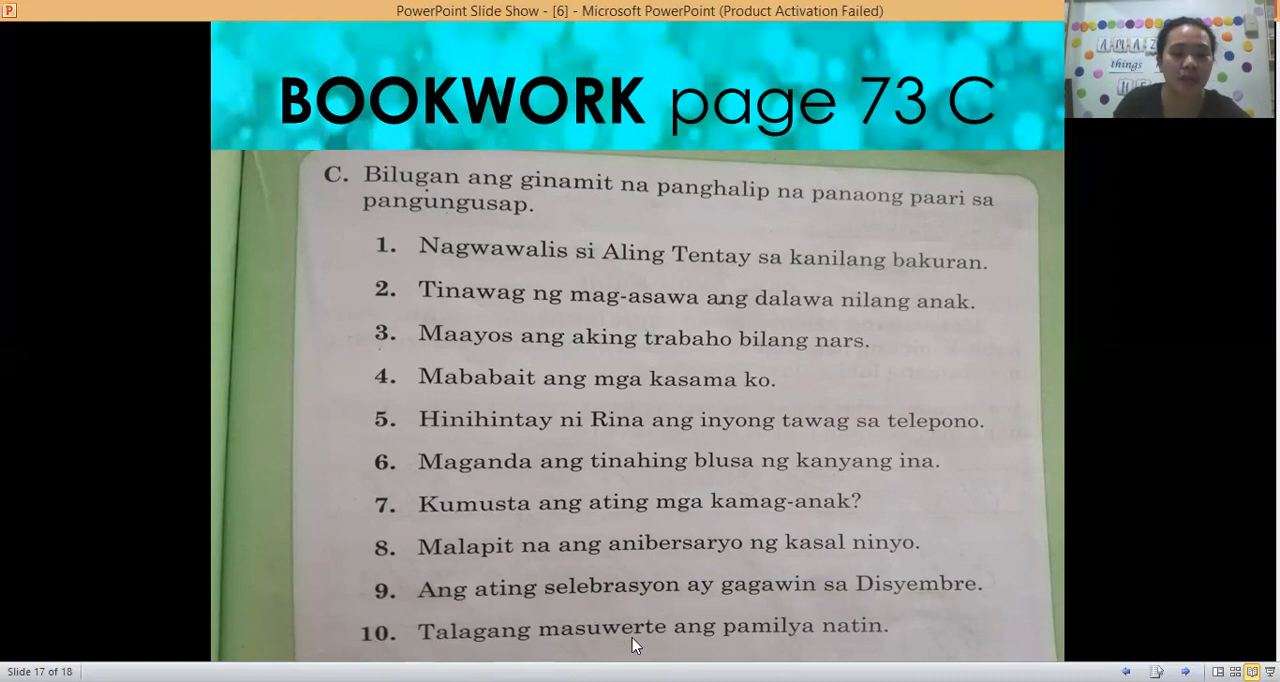 PowerPoint Slide Show - [6] - Microsoft PowerPoint (Product Activation Failed)
BOOKWORK page 73 C
C. Bilugan ang ginamit na panghalip na panaong paari sa
pangungusap.
1. Nagwawalis si Aling Tentay sa kanilang bakuran.
2. Tinawag ng mag-asawa ang dalawa nilang anak.
3. Maayos ang aking trabaho bilang nars.
4. Mababait ang mga kasama ko.
5. Hinihintay ni Rina ang inyong tawag sa telepono.
6. Maganda ang tinahing blusa ng kanyang ina.
7. Kumusta ang ating mga kamag-anak?
8. Malapit na ang anibersaryo ng kasal ninyo.
9. Ang ating selebrasyon ay gagawin sa Disyembre.
10. Talagang masuwerte ang pamilya natin.
things
Slide 17 of 18